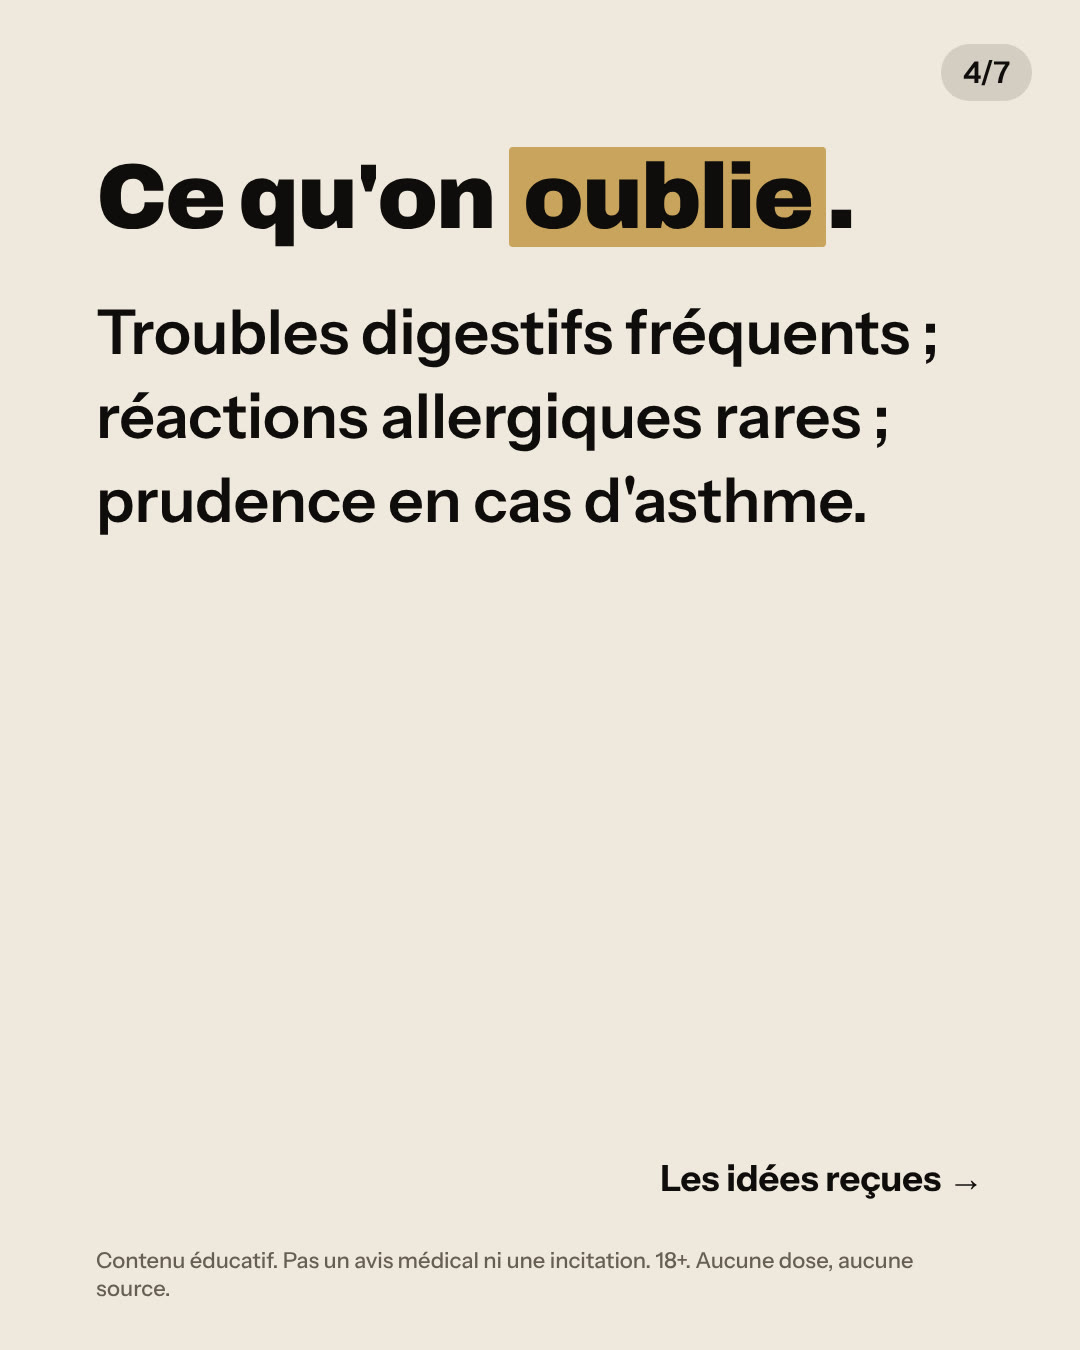 4/7
Ce qu'on oublie.
Troubles digestifs fréquents ;
réactions allergiques rares ;
prudence en cas d'asthme.
Les idées reçues →
Contenu éducatif. Pas un avis médical ni une incitation. 18+. Aucune dose, aucune
source.